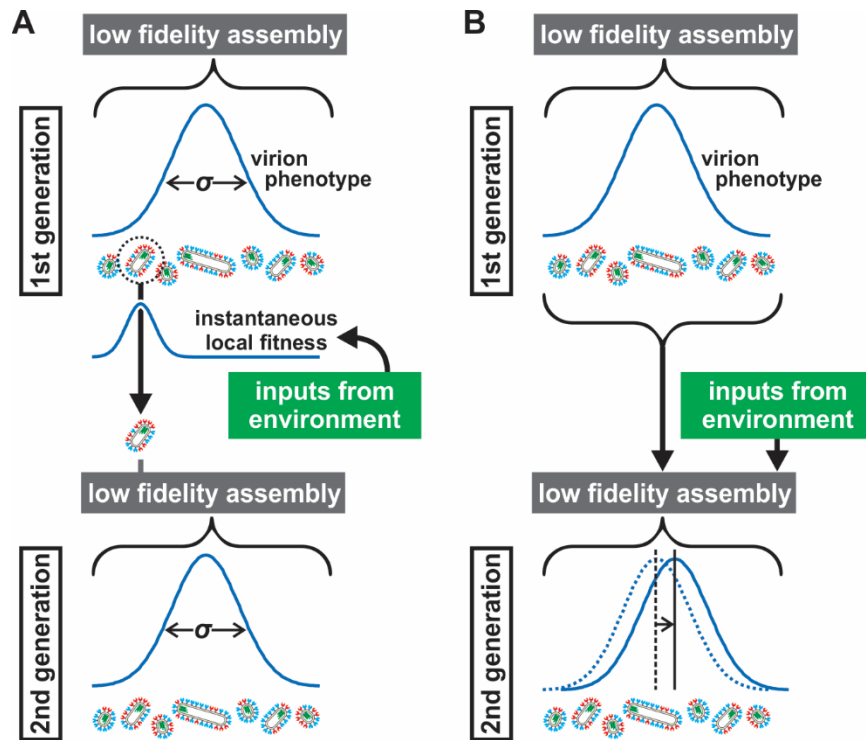 A
low fidelity assembly
1st generation
virion
phenotype
σ
instantaneous
local fitness
inputs from
environment
low fidelity assembly
2nd generation
σ
B
low fidelity assembly
1st generation
virion
phenotype
inputs from
environment
low fidelity assembly
2nd generation